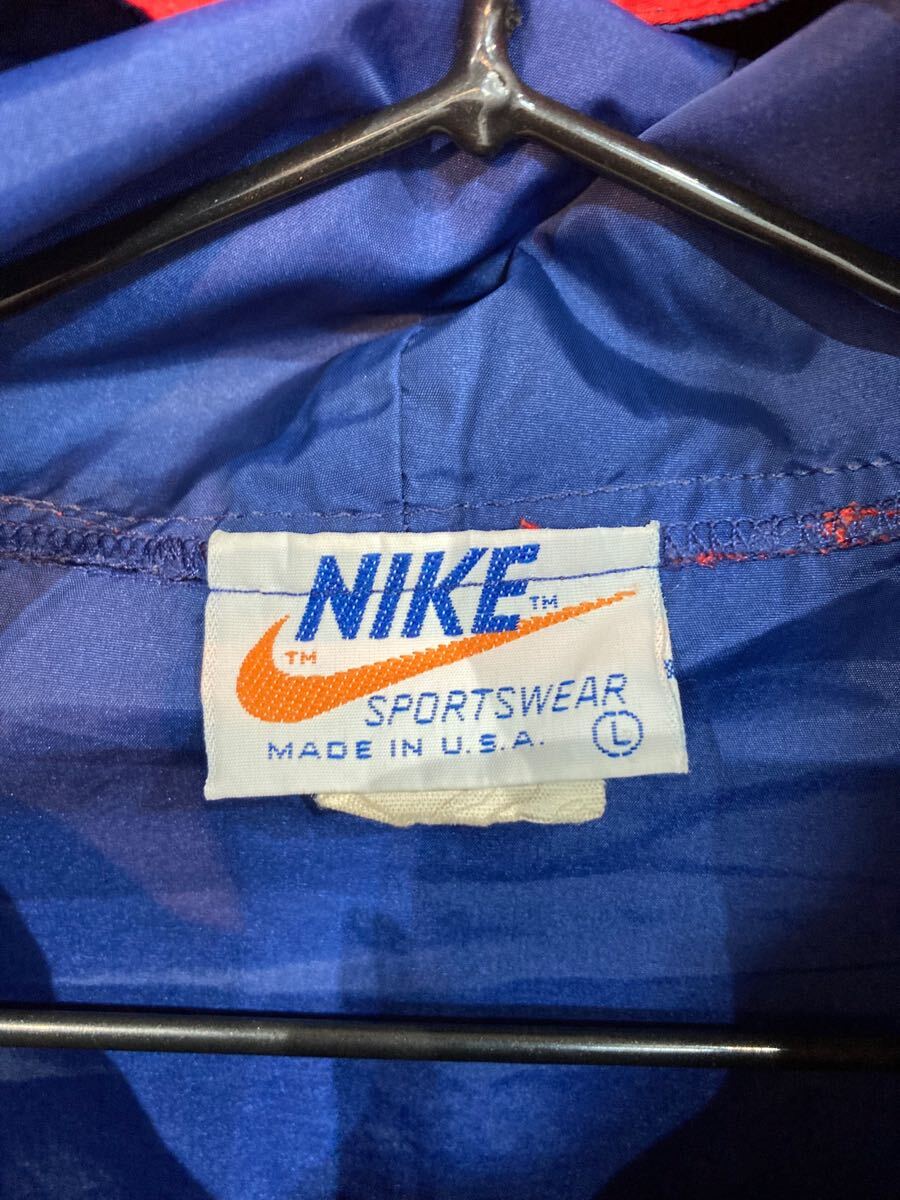 NIKE™
™
SPORTSWEAR
MADE IN U.S.A. Ⓛ